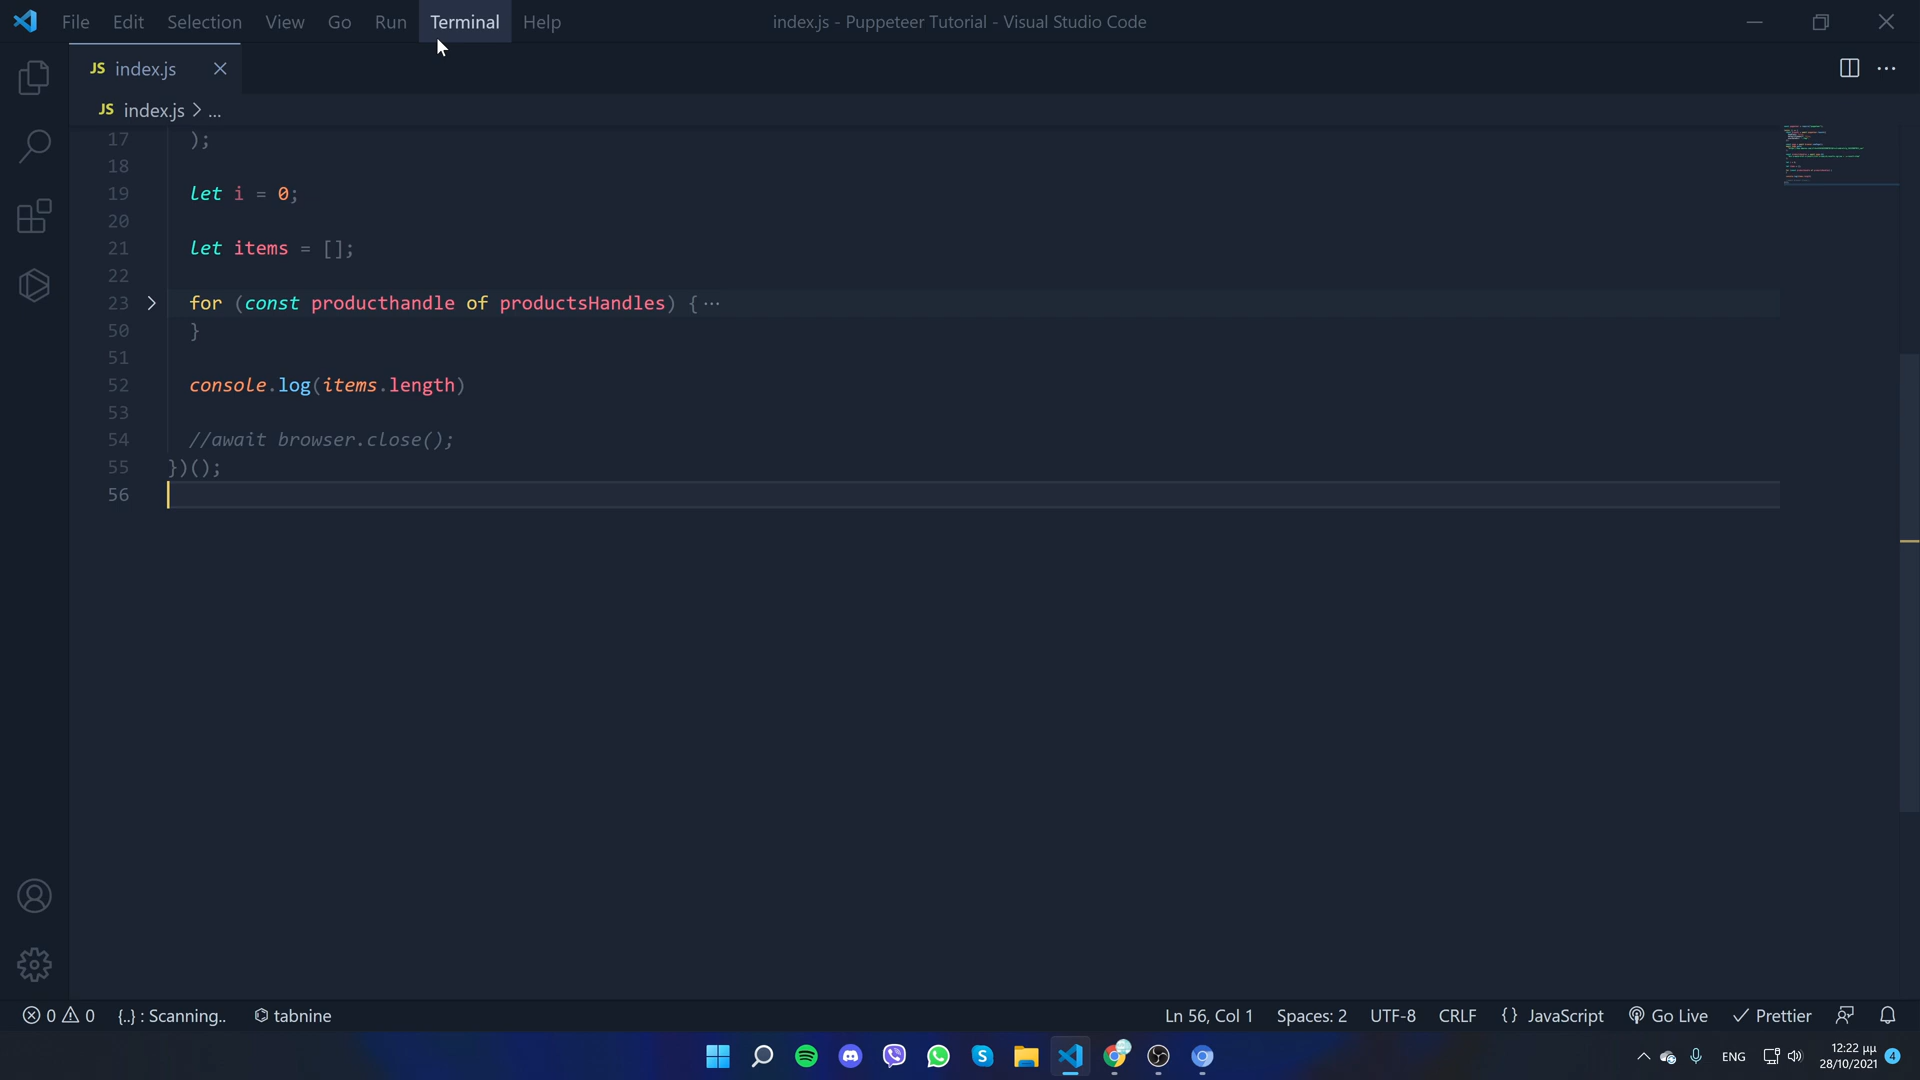 File Edit Selection View Go Run Terminal Help index.js - Puppeteer Tutorial - Visual Studio Code
JS index.js
JS index.js > ...
17 );
18
19 let i = 0;
20
21 let items = [];
22
23 for (const producthandle of productsHandles) {···
50 }
51
52 console.log(items.length)
53
54 //await browser.close();
55 })();
56
0 0 {..} : Scanning.. tabnine Ln 56, Col 1 Spaces: 2 UTF-8 CRLF {} JavaScript Go Live Prettier
ENG 12:22 μμ 4
28/10/2021